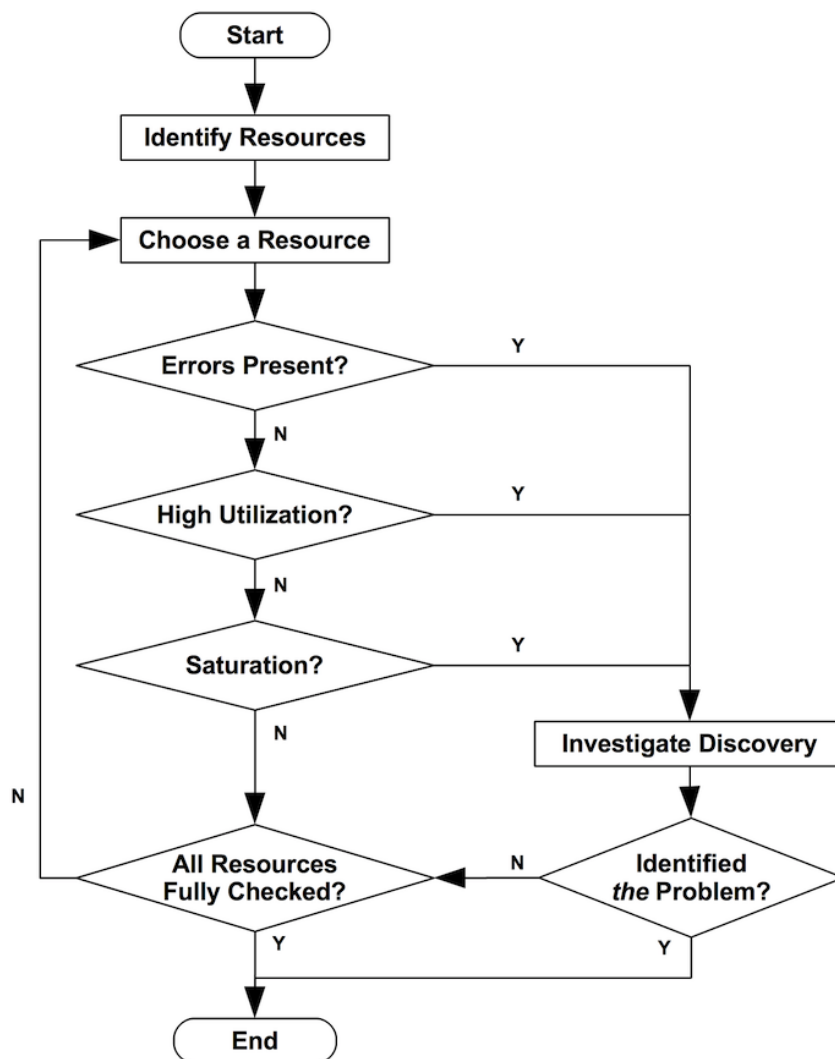 Start
Identify Resources
Choose a Resource
Errors Present?
Y
N
High Utilization?
Y
N
Saturation?
Y
N
Investigate Discovery
N
All Resources
Fully Checked?
N
Identified
the Problem?
Y
Y
End